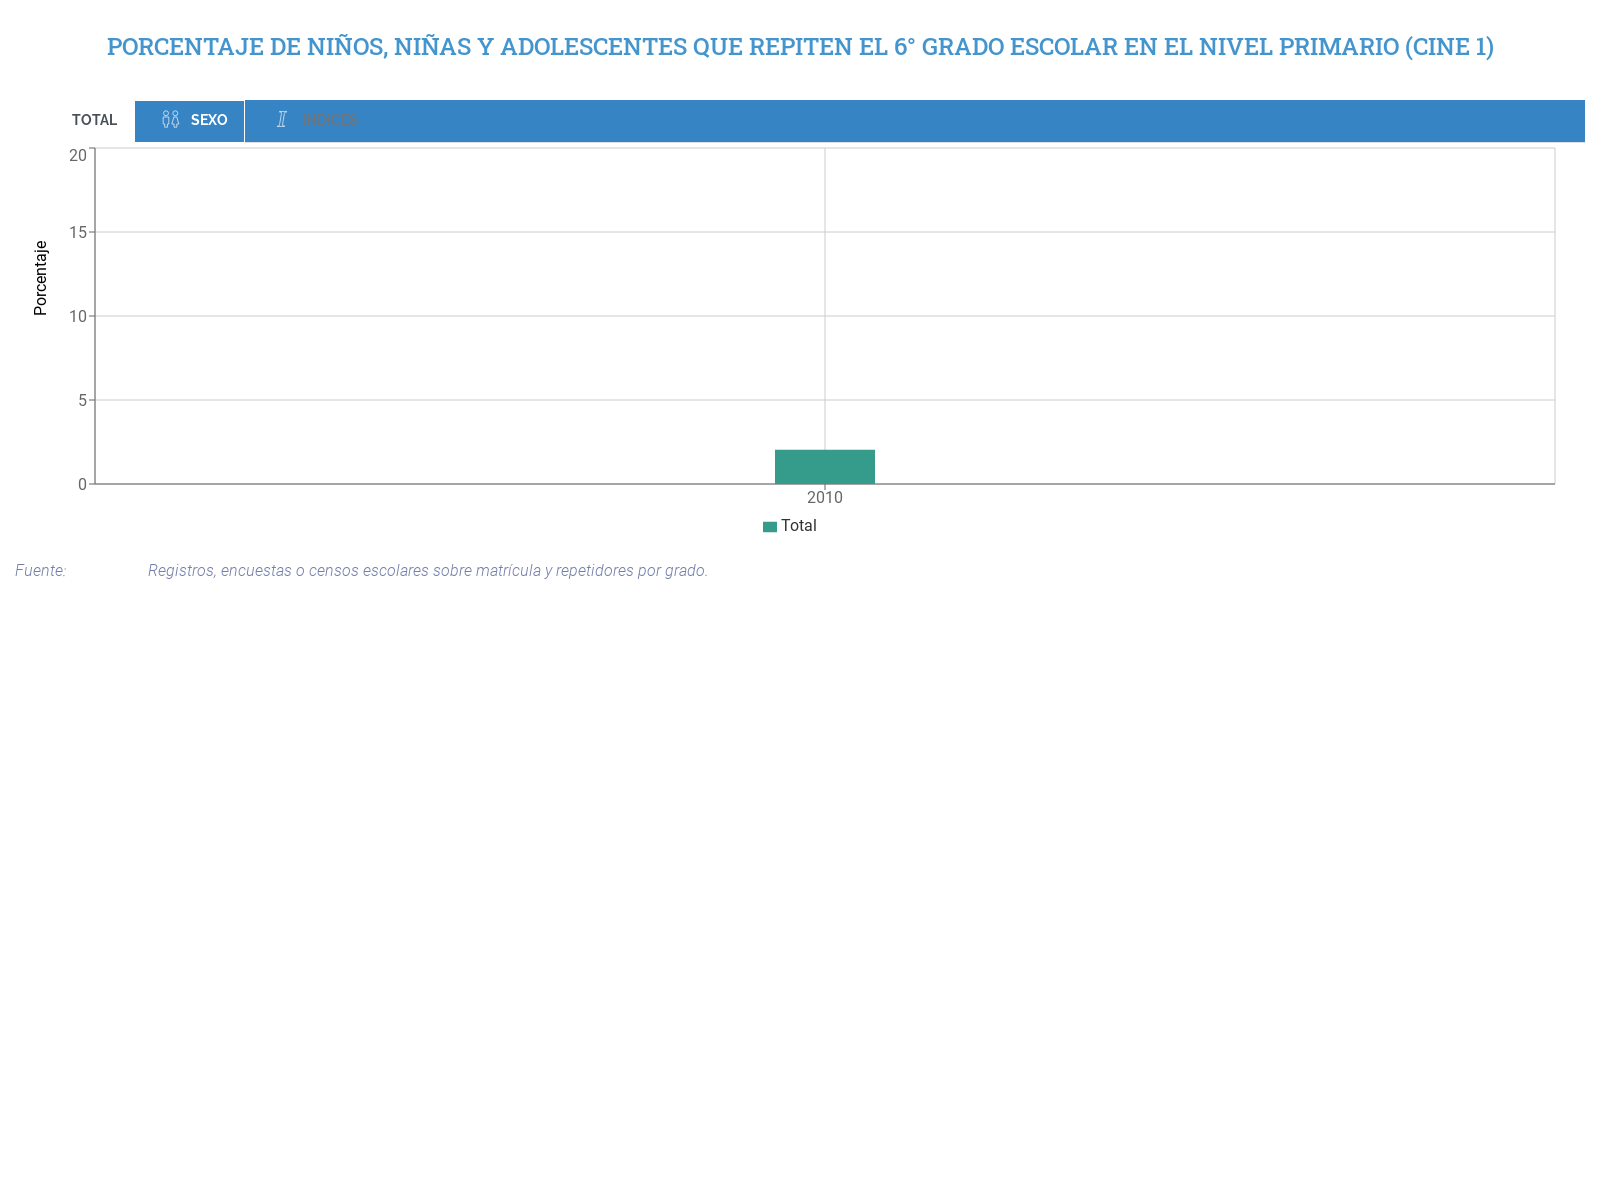 PORCENTAJE DE NIÑOS, NIÑAS Y ADOLESCENTES QUE REPITEN EL 6° GRADO ESCOLAR EN EL NIVEL PRIMARIO (CINE 1)
TOTAL SEXO INDICES
20
15
10
5
0
Porcentaje
2010
Total
Fuente: Registros, encuestas o censos escolares sobre matrícula y repetidores por grado.